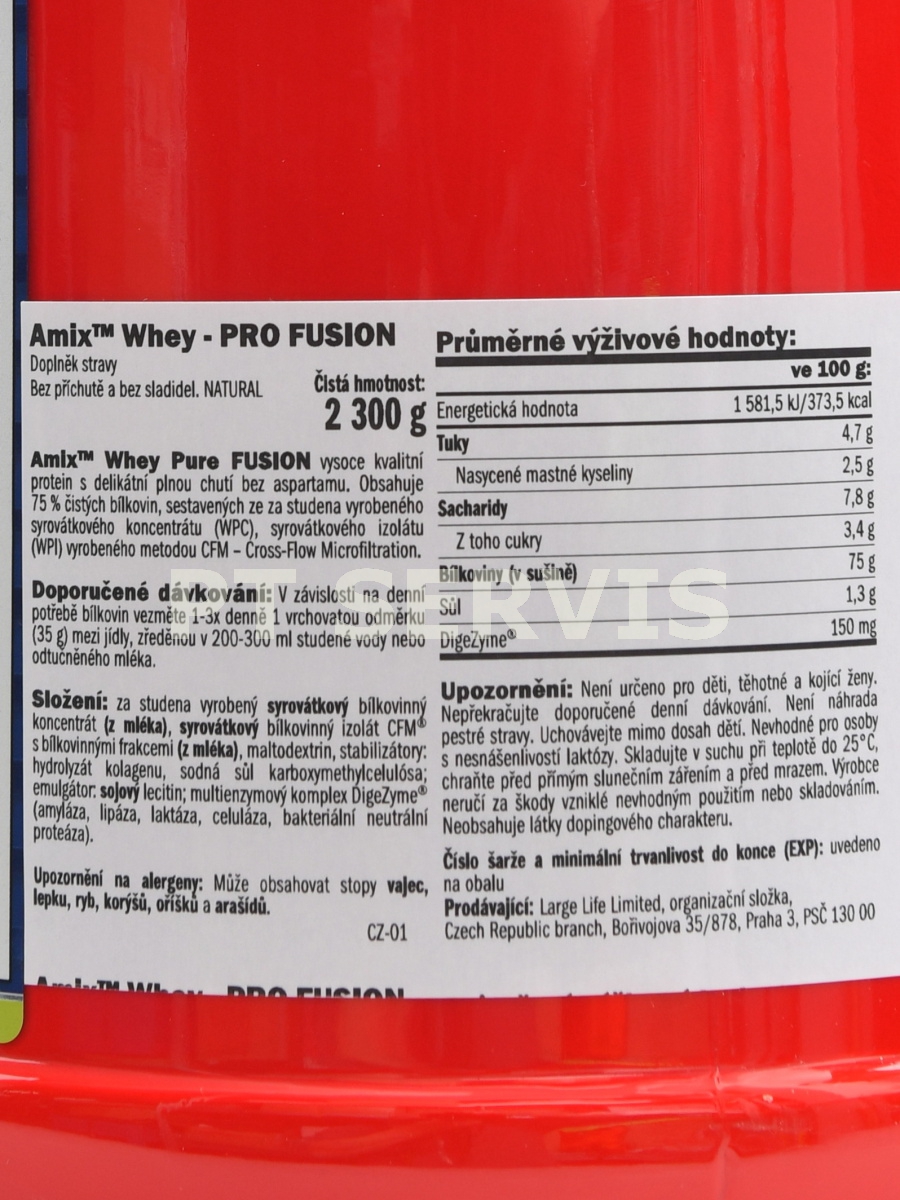 Amix™ Whey - PRO FUSION
Doplněk stravy
Bez příchutě a bez sladidel. NATURAL
Čistá hmotnost:
2 300 g
Amix™ Whey Pure FUSION vysoce kvalitní
protein s delikátní plnou chutí bez aspartamu. Obsahuje
75 % čistých bílkovin, sestavených ze za studena vyrobeného
syrovátkového koncentrátu (WPC), syrovátkového izolátu
(WPI) vyrobeného metodou CFM – Cross-Flow Microfiltration.
Doporučené dávkování: V závislosti na denní
potřebě bílkovin vezměte 1-3x denně 1 vrchovatou odměrku
(35 g) mezi jídly, zředěnou v 200-300 ml studené vody nebo
odtučněného mléka.
Složení: za studena vyrobený syrovátkový bílkovinný
koncentrát (z mléka), syrovátkový bílkovinný izolát CFM®
s bílkovinnými frakcemi (z mléka), maltodextrin, stabilizátory:
hydrolyzát kolagenu, sodná sůl karboxymethylcelulósa;
emulgátor: sojový lecitin; multienzymový komplex DigeZyme®
(amyláza, lipáza, laktáza, celuláza, bakteriální neutrální
proteáza).
Upozornění na alergeny: Může obsahovat stopy vajec,
lepku, ryb, korýšů, oříšků a arašídů.
CZ-01
Průměrné výživové hodnoty:
ve 100 g:
Energetická hodnota 1 581,5 kJ/373,5 kcal
Tuky 4,7 g
Nasycené mastné kyseliny 2,5 g
Sacharidy 7,8 g
Z toho cukry 3,4 g
Bílkoviny (v sušině) 75 g
Sůl 1,3 g
DigeZyme® 150 mg
Upozornění: Není určeno pro děti, těhotné a kojící ženy.
Nepřekračujte doporučené denní dávkování. Není náhrada
pestré stravy. Uchovávejte mimo dosah dětí. Nevhodné pro osoby
s nesnášenlivostí laktózy. Skladujte v suchu při teplotě do 25°C,
chraňte před přímým slunečním zářením a před mrazem. Výrobce
neručí za škody vzniklé nevhodným použitím nebo skladováním.
Neobsahuje látky dopingového charakteru.
Číslo šarže a minimální trvanlivost do konce (EXP): uvedeno
na obalu
Prodávající: Large Life Limited, organizační složka,
Czech Republic branch, Bořivojova 35/878, Praha 3, PSČ 130 00
Amix™ Whey - PRO FUSION
PT SERVIS